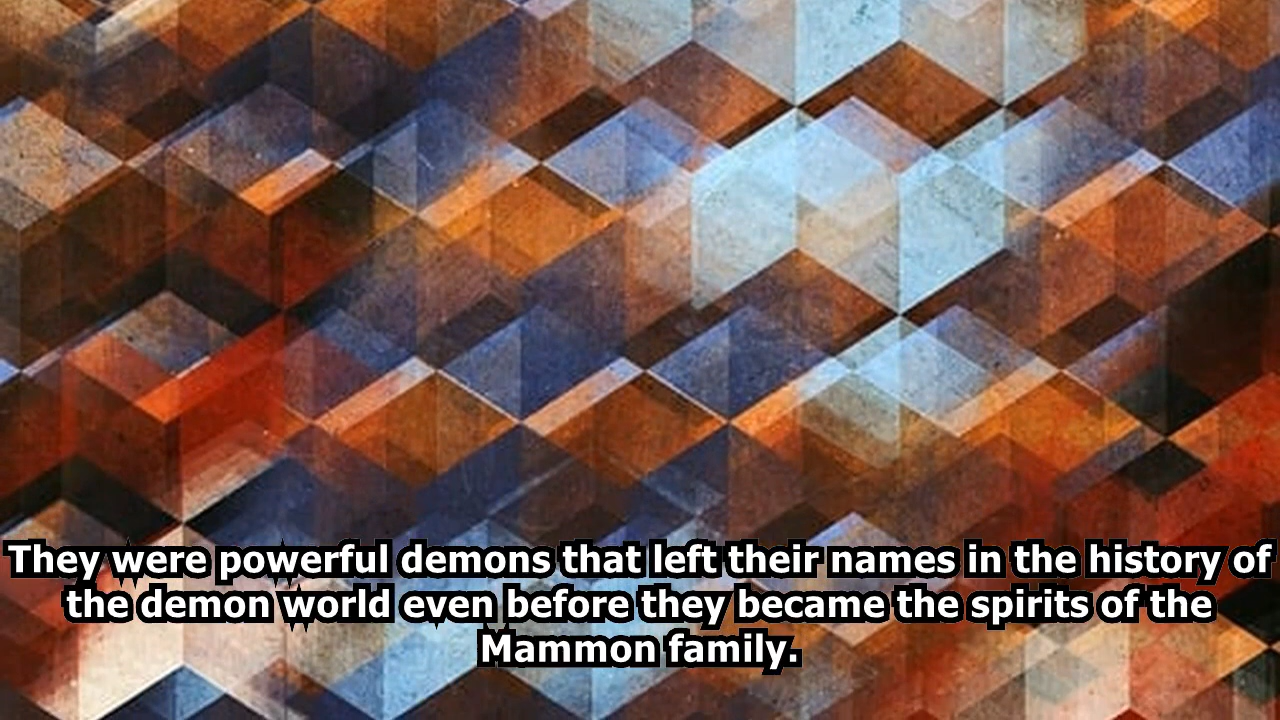 They were powerful demons that left their names in the history of
the demon world even before they became the spirits of the
Mammon family.